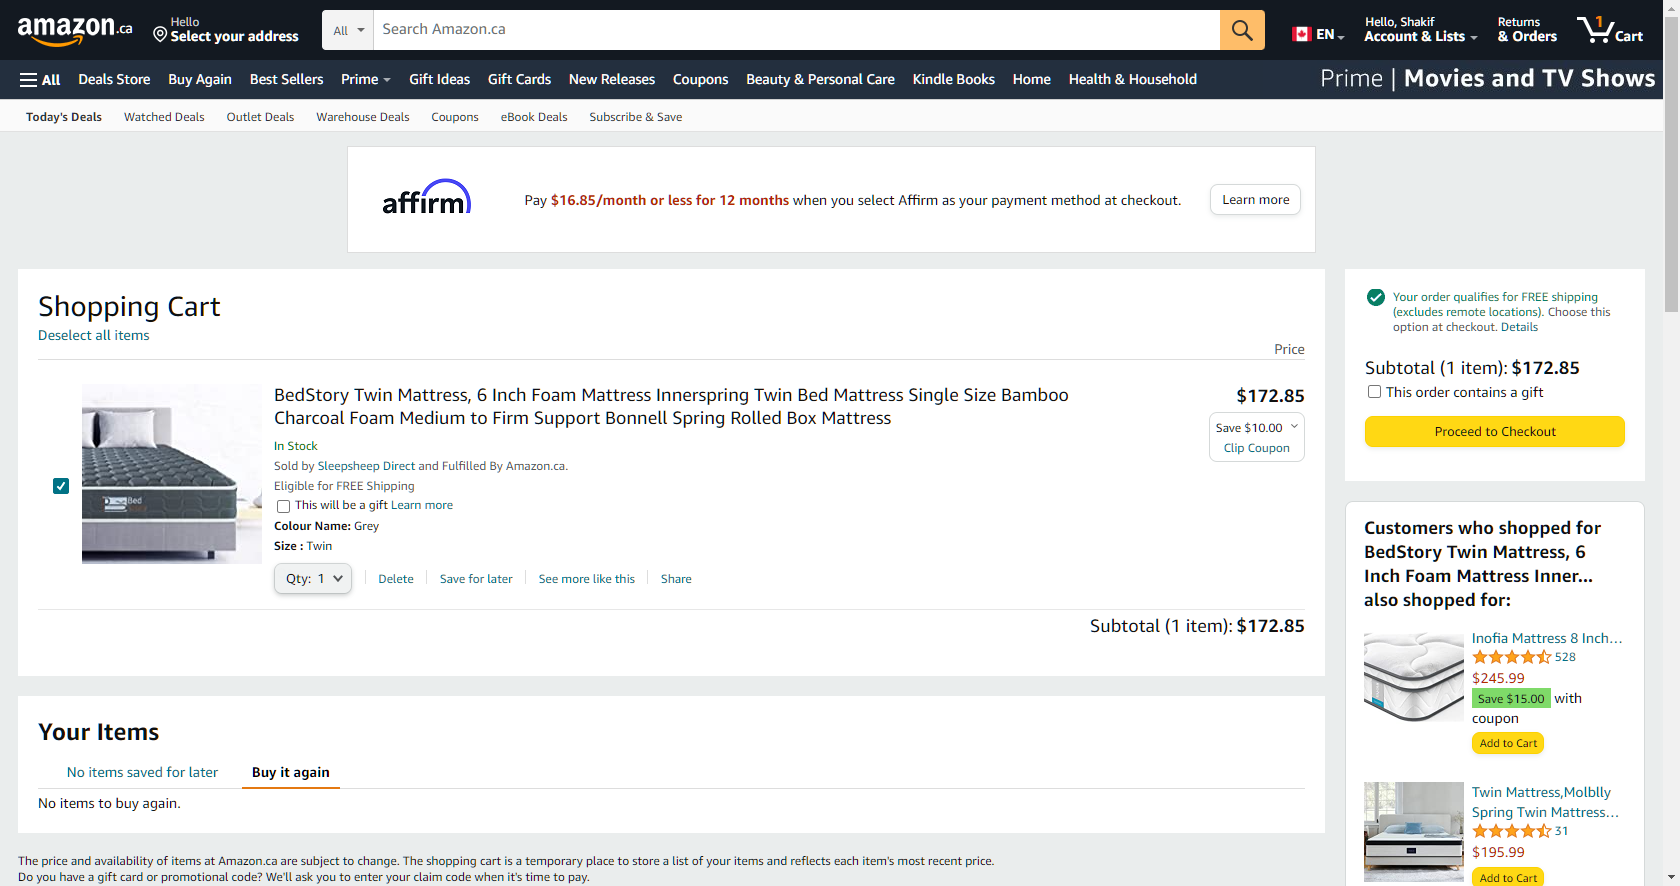 amazon.ca
Hello
Select your address
All
Search Amazon.ca
EN
Hello, Shakif
Account & Lists
Returns
& Orders
1
Cart
All
Deals Store
Buy Again
Best Sellers
Prime
Gift Ideas
Gift Cards
New Releases
Coupons
Beauty & Personal Care
Kindle Books
Home
Health & Household
Prime | Movies and TV Shows
Today's Deals
Watched Deals
Outlet Deals
Warehouse Deals
Coupons
eBook Deals
Subscribe & Save
affirm
Pay $16.85/month or less for 12 months when you select Affirm as your payment method at checkout.
Learn more
Shopping Cart
Deselect all items
Price
BedStory Twin Mattress, 6 Inch Foam Mattress Innerspring Twin Bed Mattress Single Size Bamboo
Charcoal Foam Medium to Firm Support Bonnell Spring Rolled Box Mattress
$172.85
Save $10.00
Clip Coupon
In Stock
Sold by Sleepsheep Direct and Fulfilled By Amazon.ca.
Eligible for FREE Shipping
This will be a gift Learn more
Colour Name: Grey
Size : Twin
Qty: 1
Delete
Save for later
See more like this
Share
Subtotal (1 item): $172.85
Your Items
No items saved for later
Buy it again
No items to buy again.
The price and availability of items at Amazon.ca are subject to change. The shopping cart is a temporary place to store a list of your items and reflects each item's most recent price.
Do you have a gift card or promotional code? We'll ask you to enter your claim code when it's time to pay.
Your order qualifies for FREE shipping
(excludes remote locations). Choose this
option at checkout. Details
Subtotal (1 item): $172.85
This order contains a gift
Proceed to Checkout
Customers who shopped for
BedStory Twin Mattress, 6
Inch Foam Mattress Inner...
also shopped for:
Inofia Mattress 8 Inch...
528
$245.99
Save $15.00 with
coupon
Add to Cart
Twin Mattress,Molblly
Spring Twin Mattress...
31
$195.99
Add to Cart